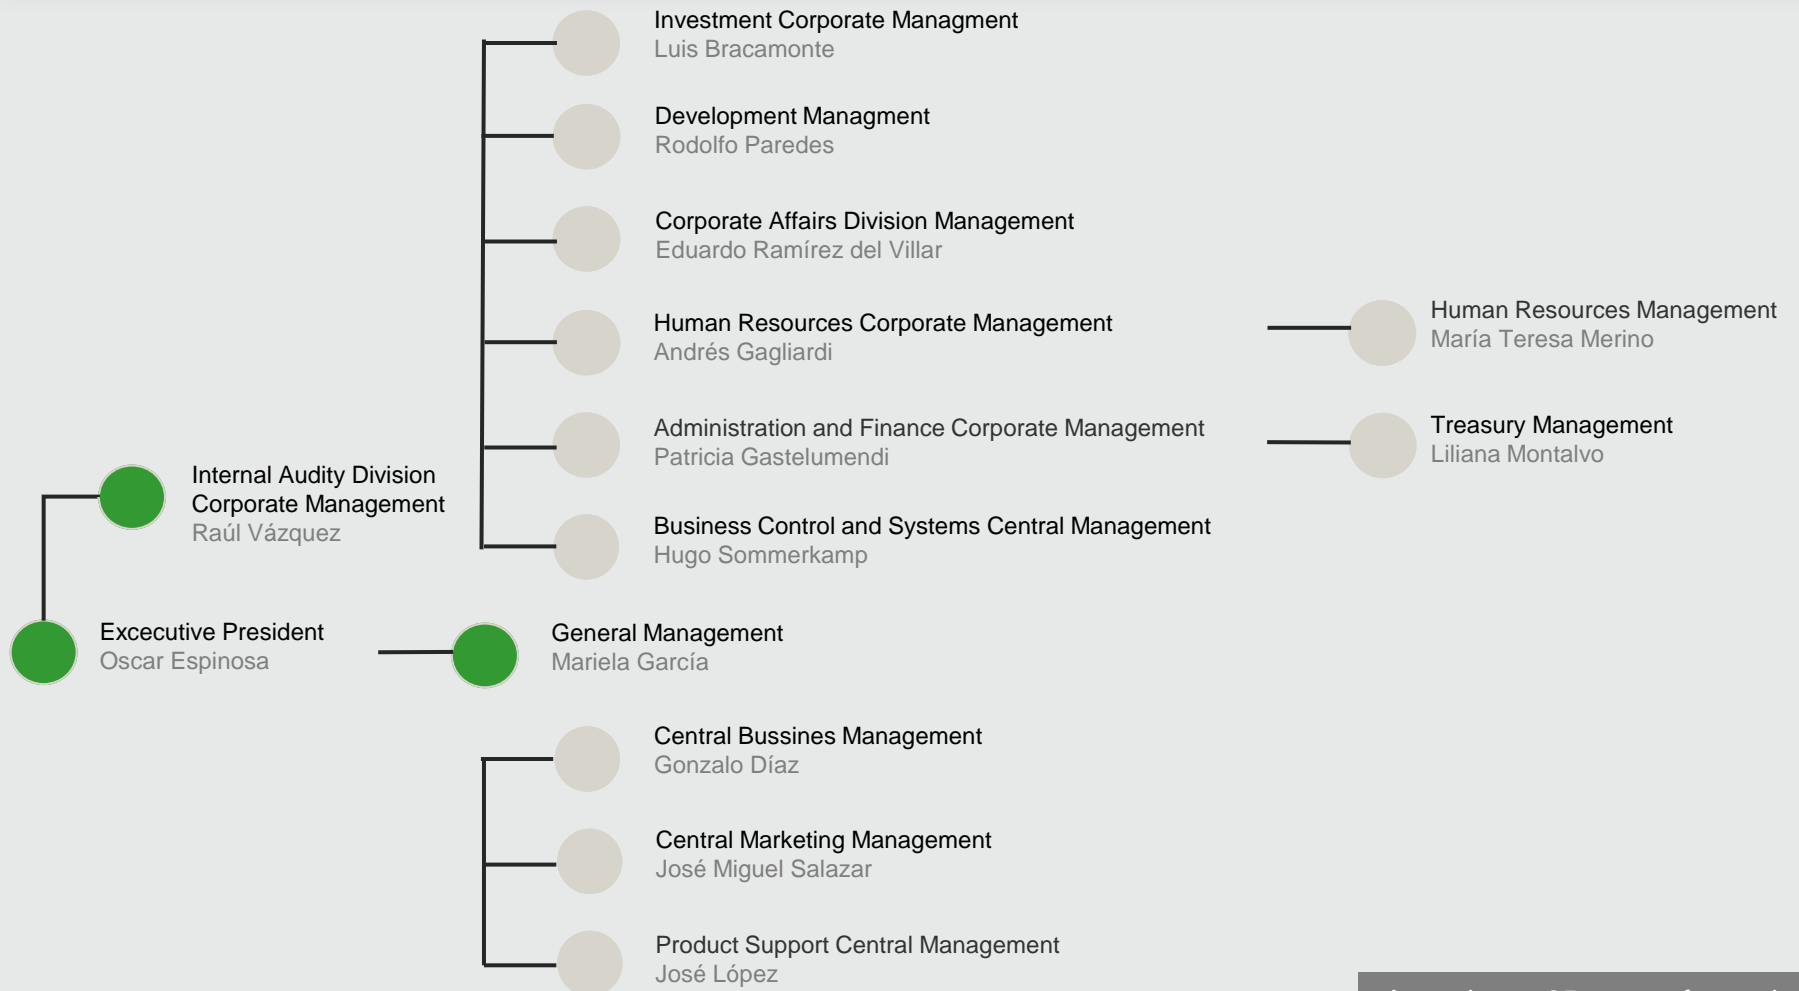 Investment Corporate Managment
Luis Bracamonte
Development Managment
Rodolfo Paredes
Corporate Affairs Division Management
Eduardo Ramírez del Villar
Human Resources Corporate Management
Andrés Gagliardi
Human Resources Management
María Teresa Merino
Administration and Finance Corporate Management
Patricia Gastelumendi
Treasury Management
Liliana Montalvo
Internal Audity Division
Corporate Management
Raúl Vázquez
Business Control and Systems Central Management
Hugo Sommerkamp
Excecutive President
Oscar Espinosa
General Management
Mariela García
Central Bussines Management
Gonzalo Díaz
Central Marketing Management
José Miguel Salazar
Product Support Central Management
José López